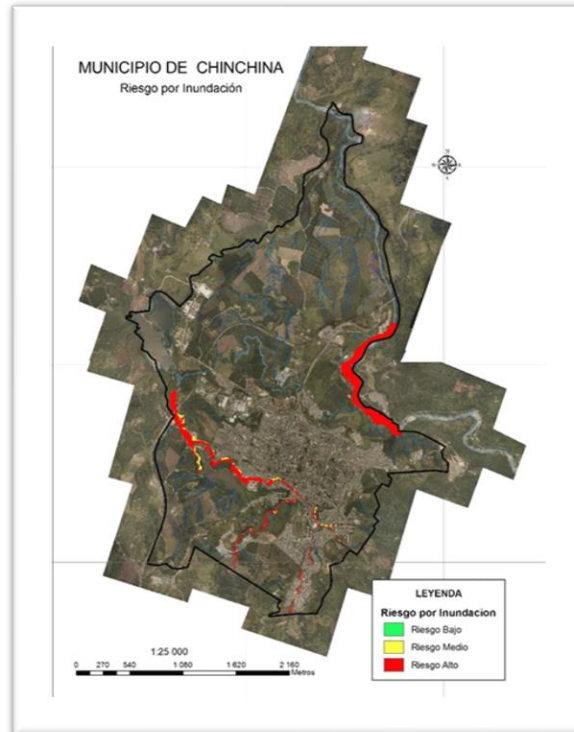 MUNICIPIO DE CHINCHINA
Riesgo por Inundación
LEYENDA
Riesgo por Inundacion
Riesgo Bajo
Riesgo Medio
Riesgo Alto
1:25 000
0 270 540 1 080 1 620 2 160
Metros